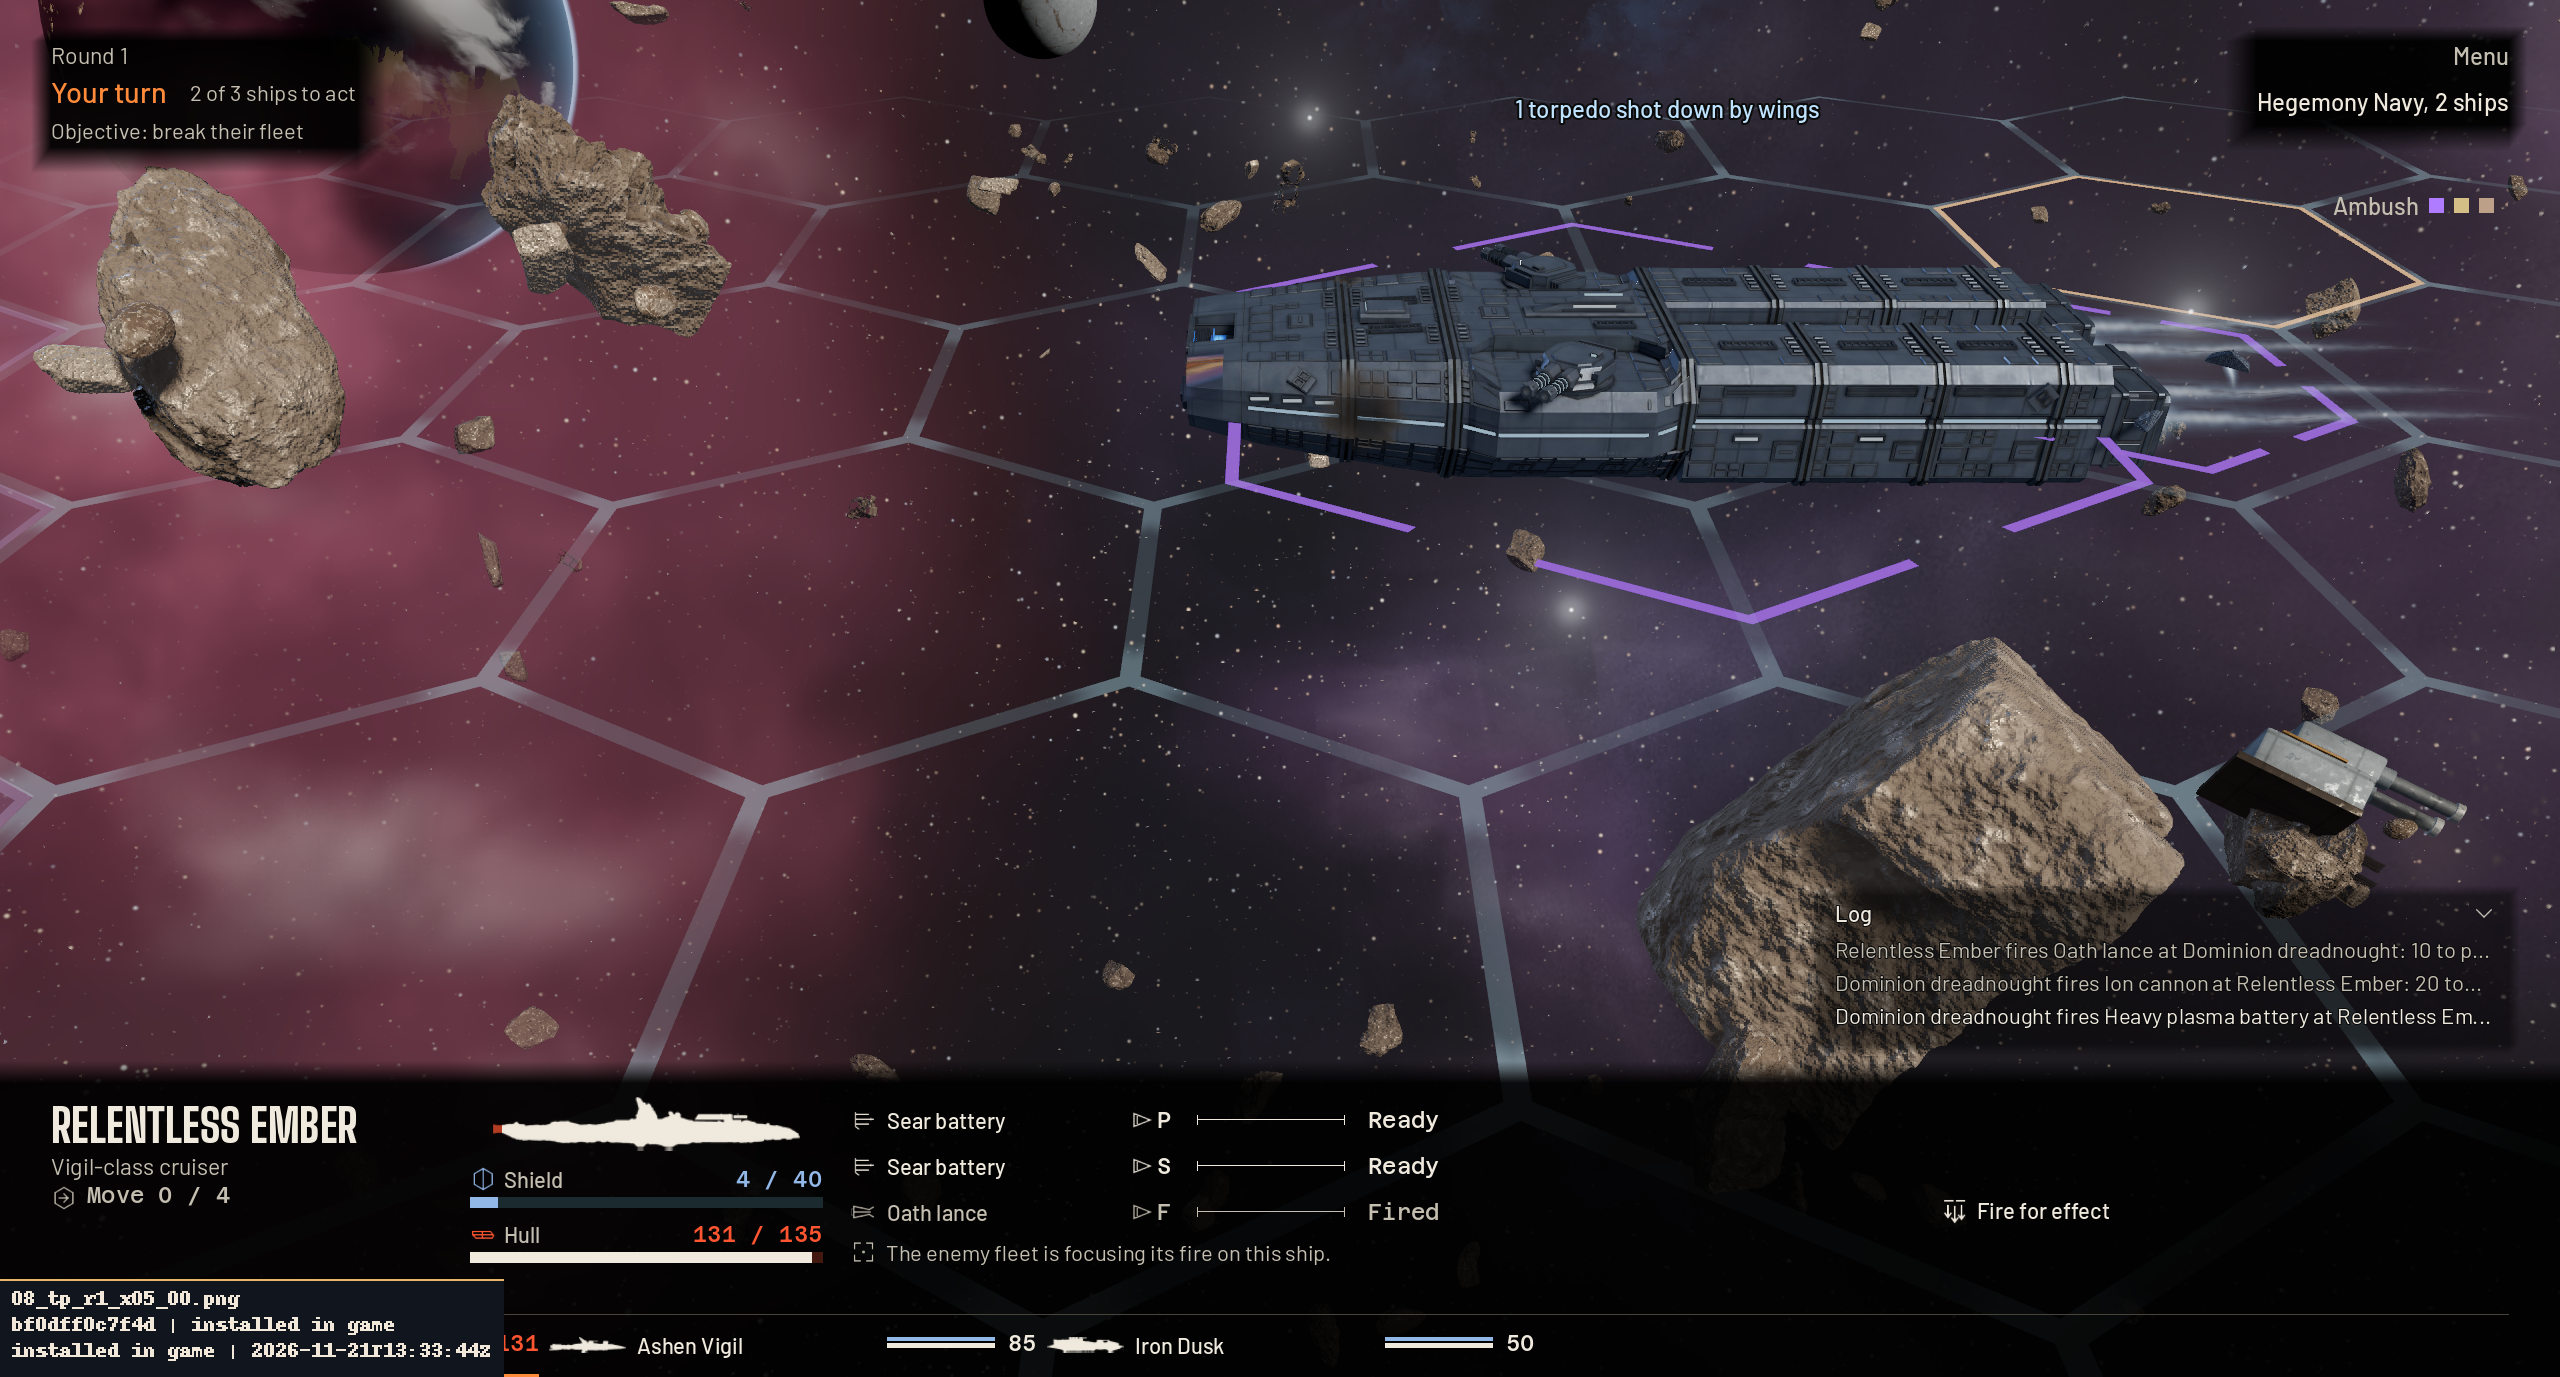 Round 1
Your turn 2 of 3 ships to act
Objective: break their fleet
1 torpedo shot down by wings
Menu
Hegemony Navy, 2 ships
Ambush
Log
Relentless Ember fires Oath lance at Dominion dreadnought: 10 to p...
Dominion dreadnought fires Ion cannon at Relentless Ember: 20 to...
Dominion dreadnought fires Heavy plasma battery at Relentless Em...
RELENTLESS EMBER
Vigil-class cruiser
Move 0 / 4
Shield 4 / 40
Hull 131 / 135
Sear battery P Ready
Sear battery S Ready
Oath lance F Fired
The enemy fleet is focusing its fire on this ship.
Fire for effect
08_tp_r1_x05_00.png
bf0dff0c7f4d | installed in game
installed in game | 2026-11-21T13:33:44Z
131 Ashen Vigil 85 Iron Dusk 50